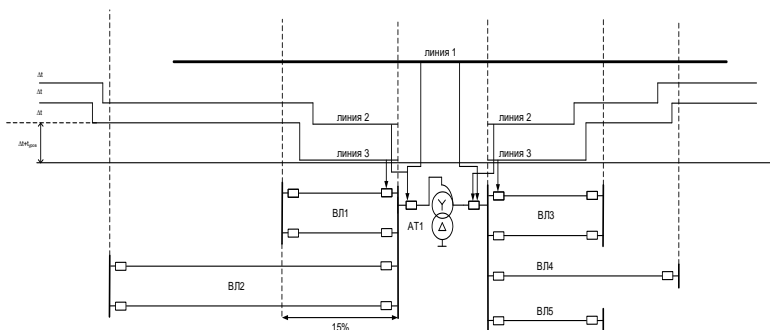 линия 1
Δt
Δt
линия 2
линия 2
Δt
линия 3
линия 3
ВЛ1
АТ1
Y
Δ
ВЛ3
ВЛ4
ВЛ2
ВЛ5
15%